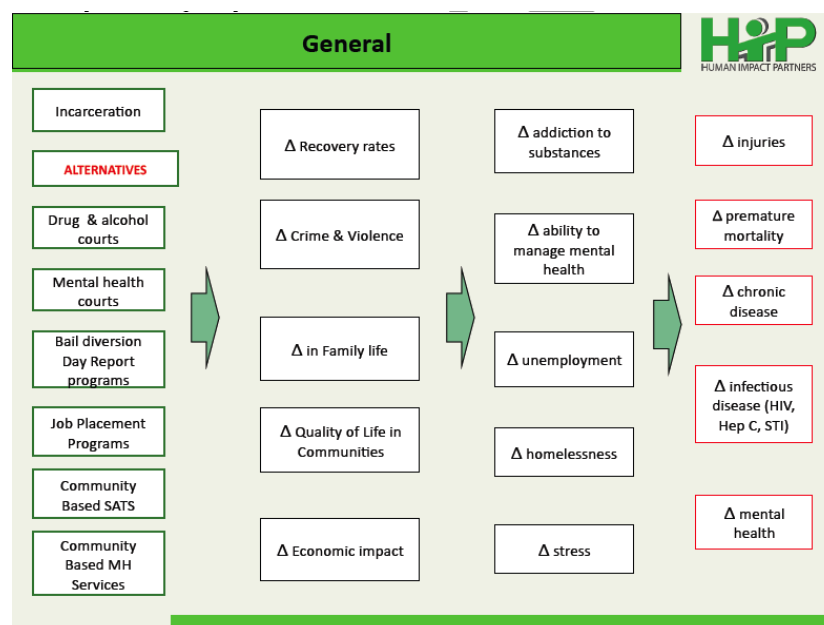 General
HIP
HUMAN IMPACT PARTNERS
Incarceration
ALTERNATIVES
Drug & alcohol
courts
Mental health
courts
Bail diversion
Day Report
programs
Job Placement
Programs
Community
Based SATS
Community
Based MH
Services
Δ Recovery rates
Δ Crime & Violence
Δ in Family life
Δ Quality of Life in
Communities
Δ Economic impact
Δ addiction to
substances
Δ ability to
manage mental
health
Δ unemployment
Δ homelessness
Δ stress
Δ injuries
Δ premature
mortality
Δ chronic
disease
Δ infectious
disease (HIV,
Hep C, STI)
Δ mental
health